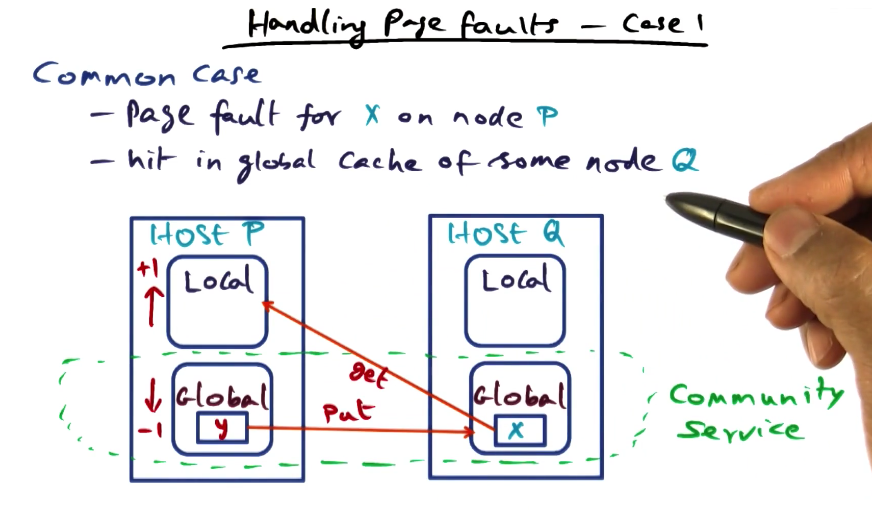 Handling Page faults - Case 1
Common Case
- Page fault for X on node P
- hit in global cache of some node Q
Host P
Host Q
+1
Local
Local
get
-1
Global
y
Put
Global
X
Community
Service